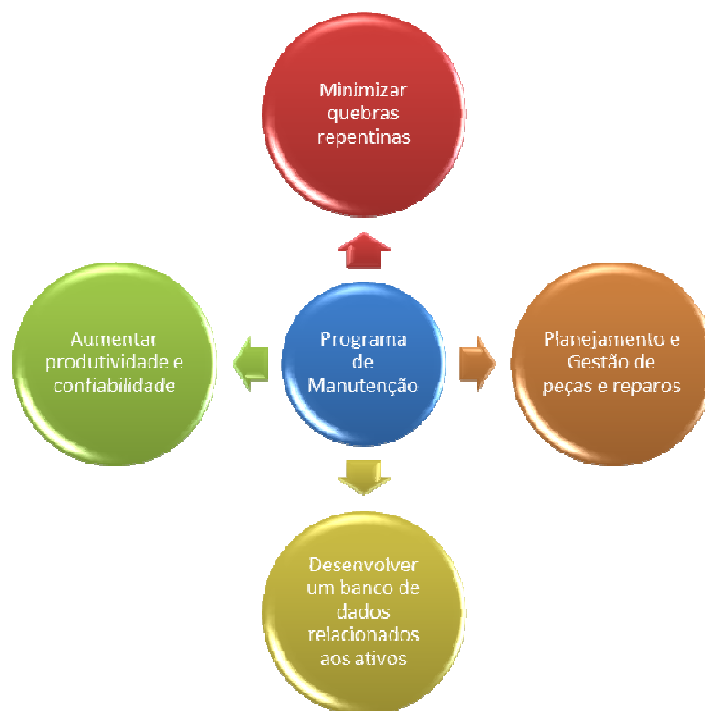 Minimizar
quebras
repentinas
Aumentar
produtividade e
confiabilidade
Programa
de
Manutenção
Planejamento e
Gestão de
peças e reparos
Desenvolver
um banco de
dados
relacionados
aos ativos